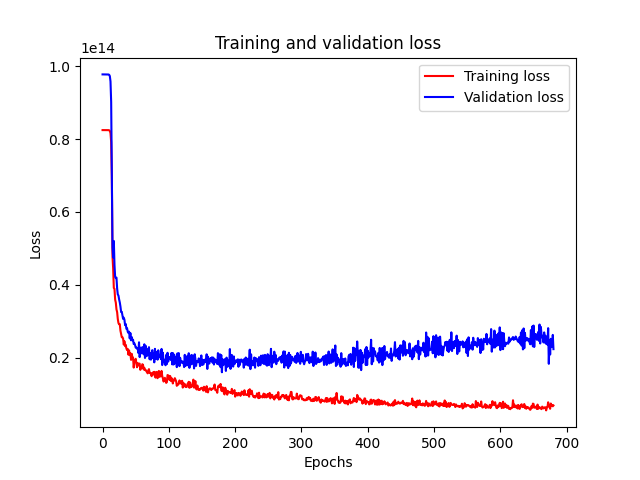 Training and validation loss
1e14
1.0
0.8
0.6
0.4
0.2
Loss
Training loss
Validation loss
0 100 200 300 400 500 600 700
Epochs